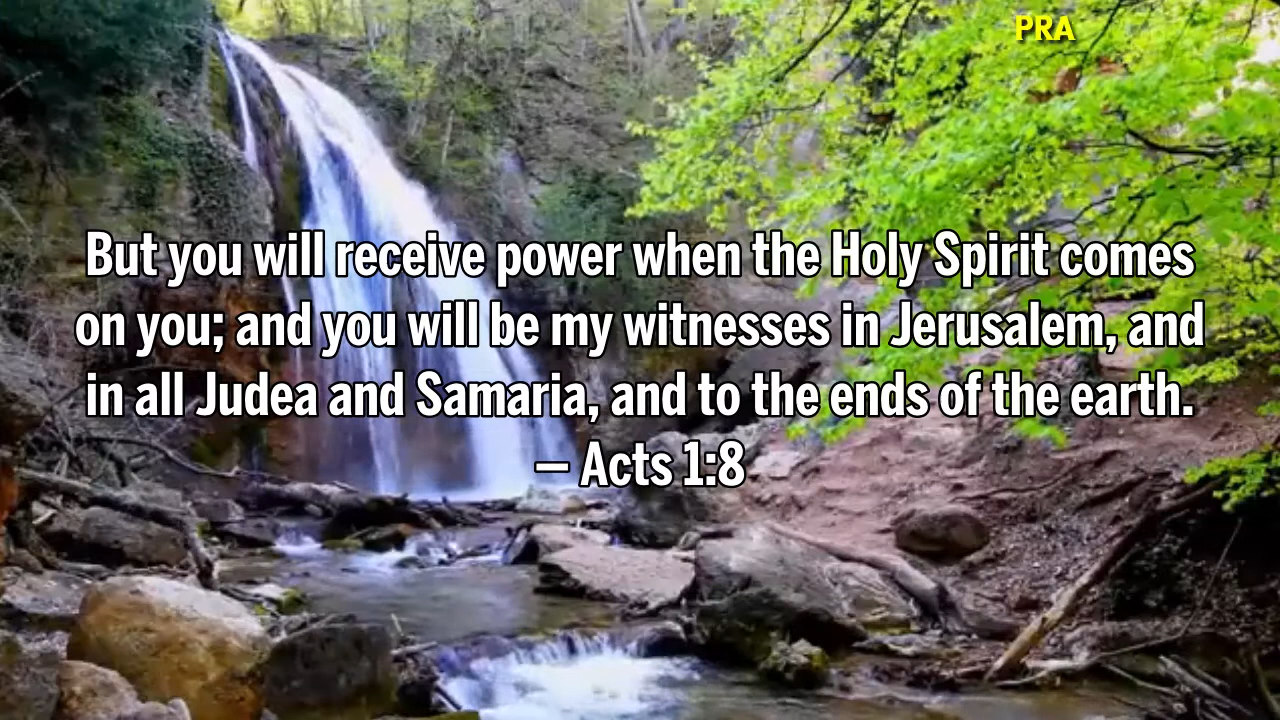 PRA
But you will receive power when the Holy Spirit comes
on you; and you will be my witnesses in Jerusalem, and
in all Judea and Samaria, and to the ends of the earth.
– Acts 1:8